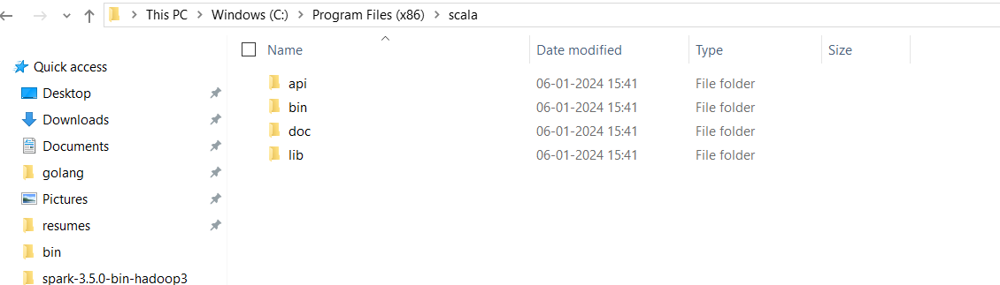 This PC Windows (C:) Program Files (x86) scala
Name Date modified Type Size
Quick access
Desktop
Downloads
Documents
golang
Pictures
resumes
bin
spark-3.5.0-bin-hadoop3
api 06-01-2024 15:41 File folder
bin 06-01-2024 15:41 File folder
doc 06-01-2024 15:41 File folder
lib 06-01-2024 15:41 File folder